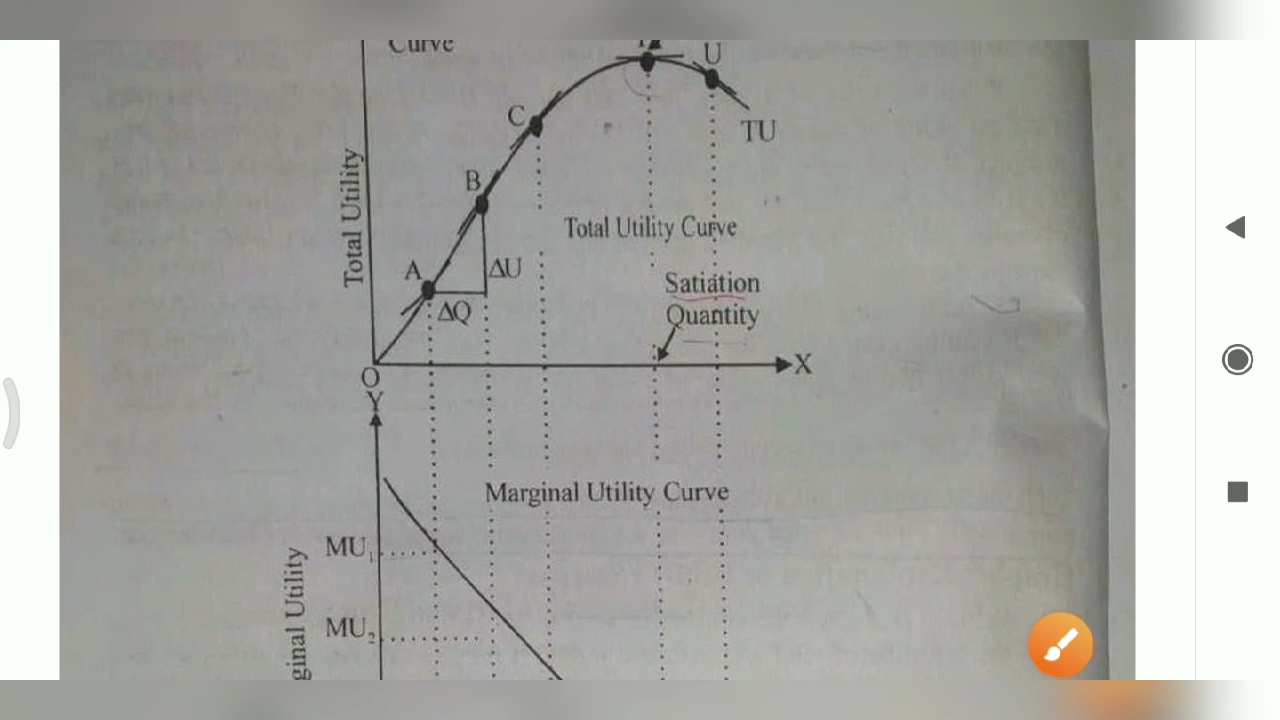 Curve
U
C
TU
B
Total Utility
Total Utility Curve
A
ΔU
Satiation
ΔQ
Quantity
X
O
Y
Marginal Utility Curve
MU₁
MU₂
ginal Utility